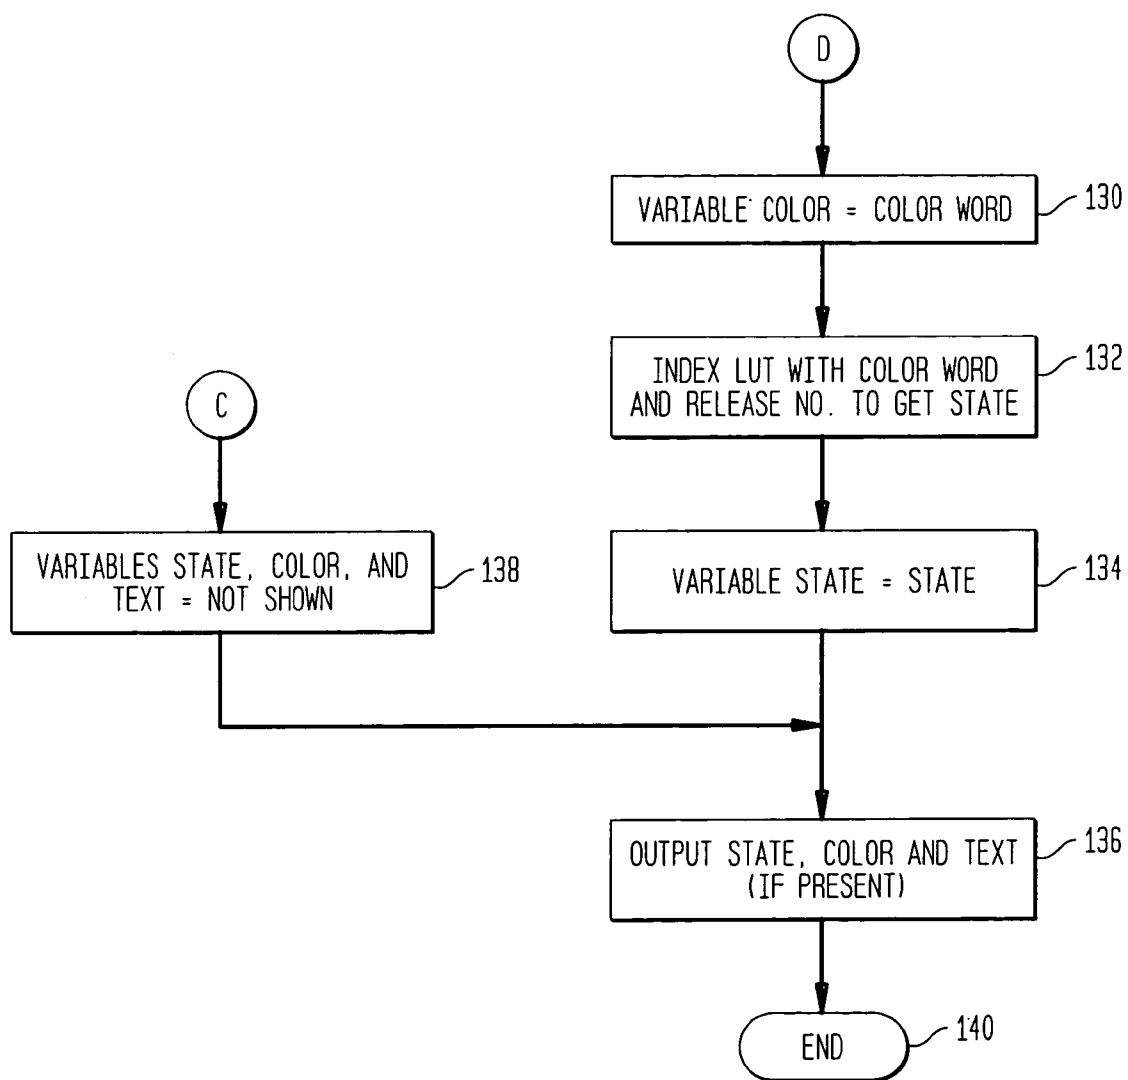 D
VARIABLE COLOR = COLOR WORD
130
INDEX LUT WITH COLOR WORD
AND RELEASE NO. TO GET STATE
132
C
VARIABLES STATE, COLOR, AND
TEXT = NOT SHOWN
138
VARIABLE STATE = STATE
134
OUTPUT STATE, COLOR AND TEXT
(IF PRESENT)
136
END
140